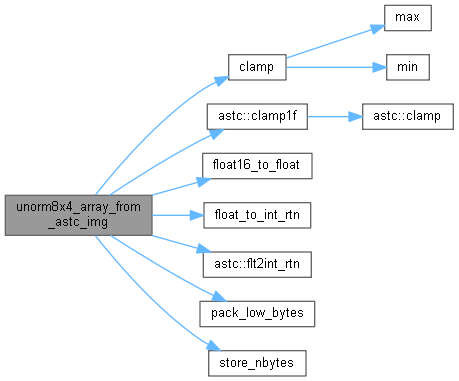 max
clamp
min
astc::clamp1f
astc::clamp
float16_to_float
unorm8x4_array_from
_astc_img
float_to_int_rtn
astc::flt2int_rtn
pack_low_bytes
store_nbytes